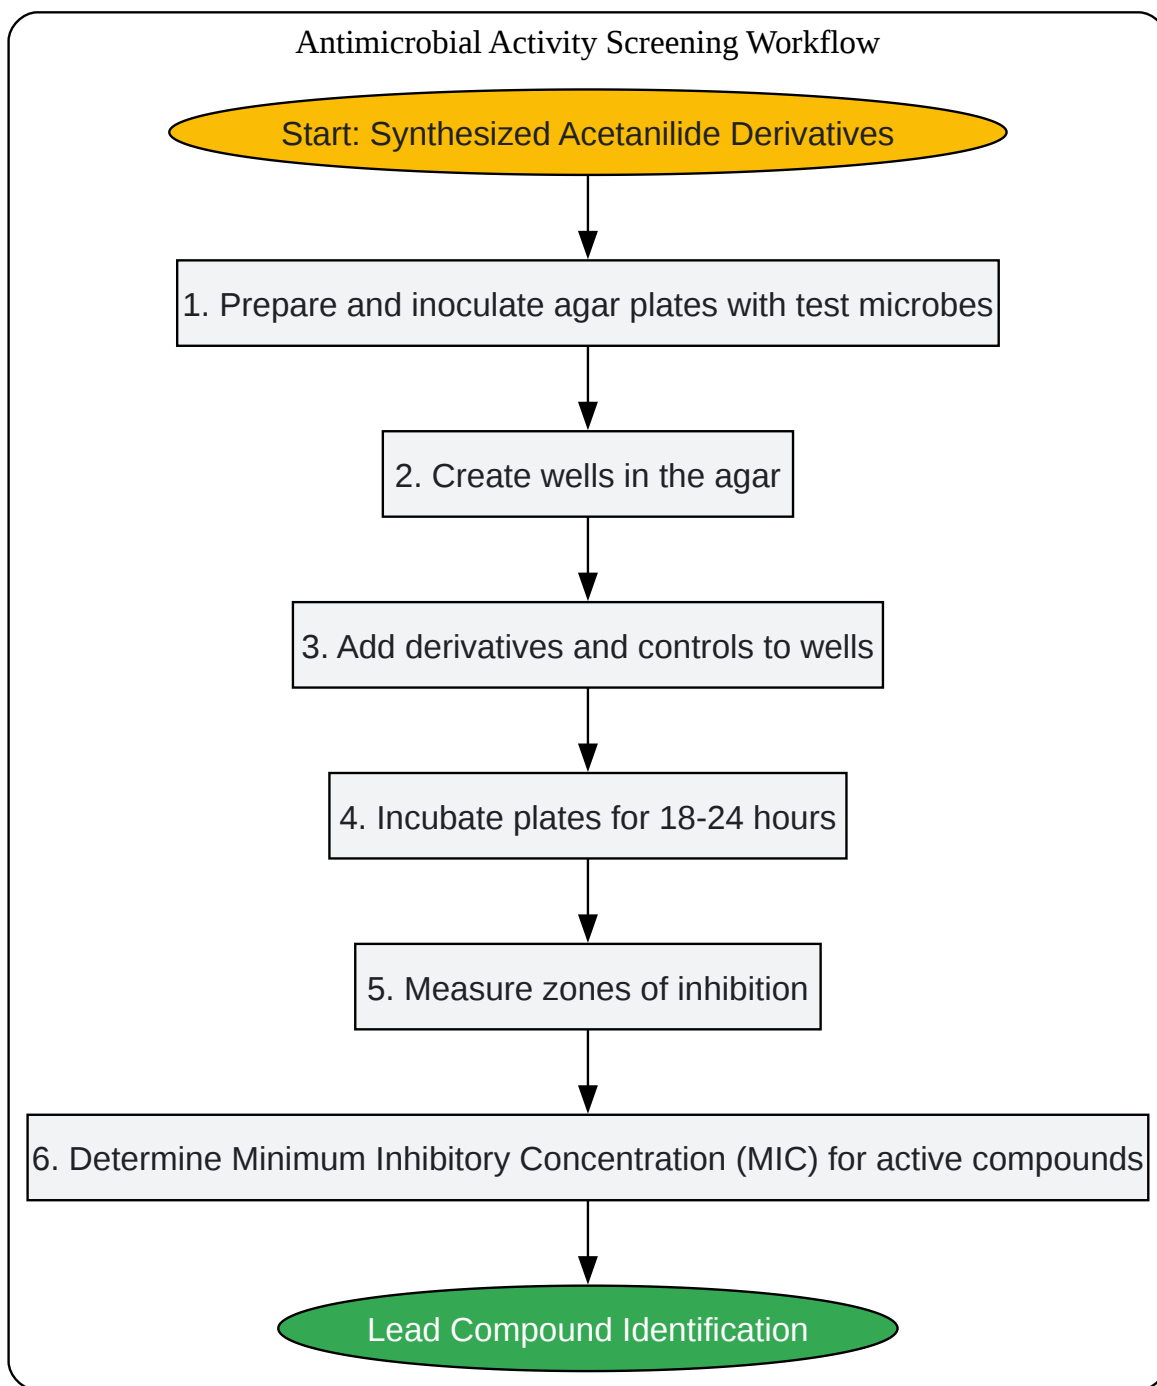 Antimicrobial Activity Screening Workflow
Start: Synthesized Acetanilide Derivatives
1. Prepare and inoculate agar plates with test microbes
2. Create wells in the agar
3. Add derivatives and controls to wells
4. Incubate plates for 18-24 hours
5. Measure zones of inhibition
6. Determine Minimum Inhibitory Concentration (MIC) for active compounds
Lead Compound Identification